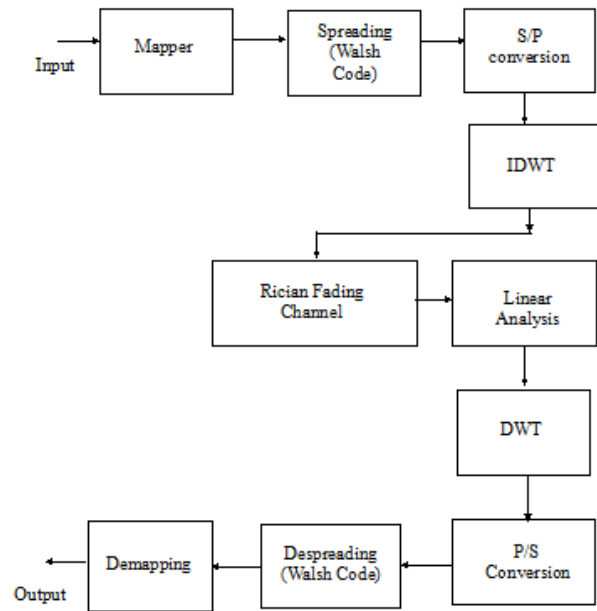 Input
Mapper
Spreading
(Walsh
Code)
S/P
conversion
IDWT
Rician Fading
Channel
Linear
Analysis
DWT
P/S
Conversion
Despreading
(Walsh Code)
Demapping
Output